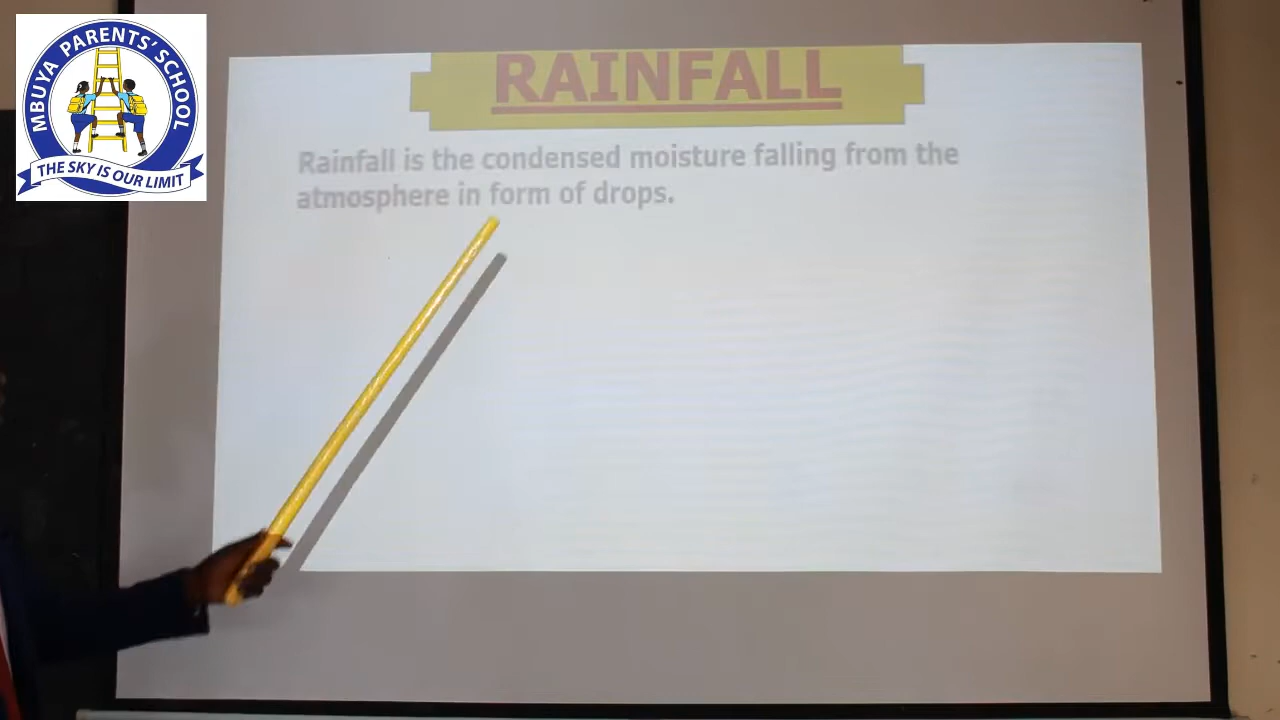 MBUYA PARENTS' SCHOOL
THE SKY IS OUR LIMIT
RAINFALL
Rainfall is the condensed moisture falling from the
atmosphere in form of drops.